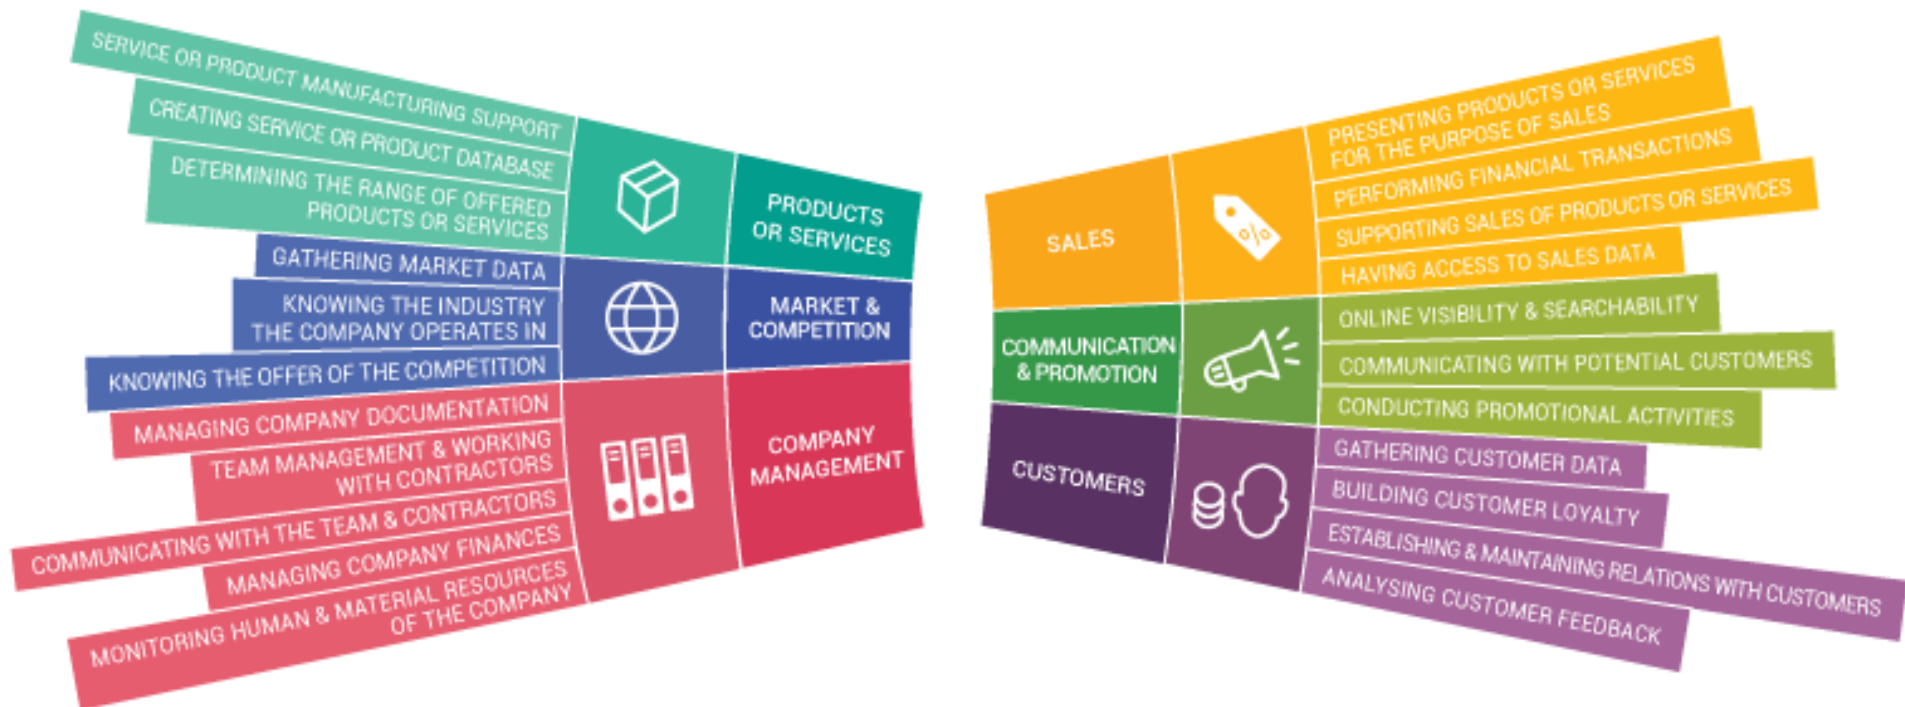 SERVICE OR PRODUCT MANUFACTURING SUPPORT
CREATING SERVICE OR PRODUCT DATABASE
DETERMINING THE RANGE OF OFFERED
PRODUCTS OR SERVICES
PRODUCTS
OR SERVICES
GATHERING MARKET DATA
KNOWING THE INDUSTRY
THE COMPANY OPERATES IN
KNOWING THE OFFER OF THE COMPETITION
MARKET &
COMPETITION
MANAGING COMPANY DOCUMENTATION
TEAM MANAGEMENT & WORKING
WITH CONTRACTORS
COMMUNICATING WITH THE TEAM & CONTRACTORS
MANAGING COMPANY FINANCES
MONITORING HUMAN & MATERIAL RESOURCES
OF THE COMPANY
COMPANY
MANAGEMENT
SALES
%
PRESENTING PRODUCTS OR SERVICES
FOR THE PURPOSE OF SALES
PERFORMING FINANCIAL TRANSACTIONS
SUPPORTING SALES OF PRODUCTS OR SERVICES
HAVING ACCESS TO SALES DATA
COMMUNICATION
& PROMOTION
ONLINE VISIBILITY & SEARCHABILITY
COMMUNICATING WITH POTENTIAL CUSTOMERS
CONDUCTING PROMOTIONAL ACTIVITIES
CUSTOMERS
GATHERING CUSTOMER DATA
BUILDING CUSTOMER LOYALTY
ESTABLISHING & MAINTAINING RELATIONS WITH CUSTOMERS
ANALYSING CUSTOMER FEEDBACK